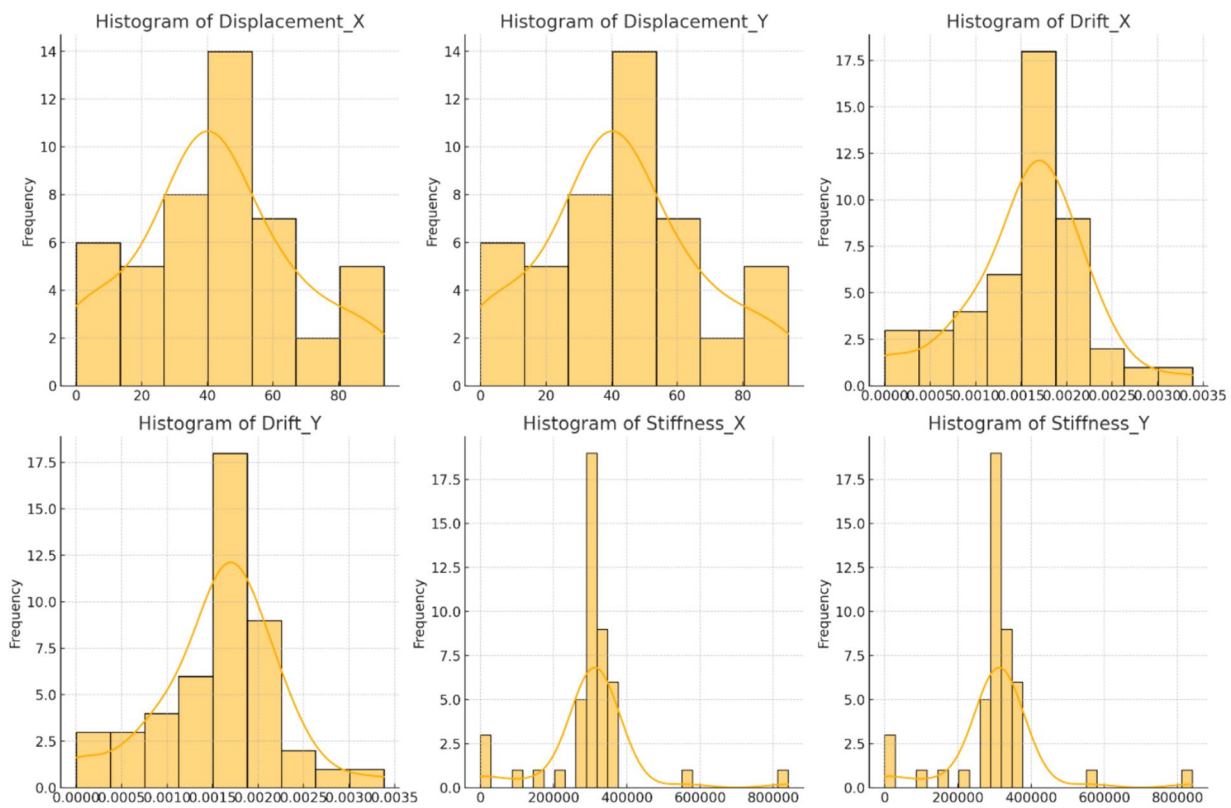 Histogram of Displacement_X
Histogram of Displacement_Y
Histogram of Drift_X
Frequency
14
12
10
8
6
4
2
0
0 20 40 60 80
Frequency
14
12
10
8
6
4
2
0
0 20 40 60 80
Frequency
17.5
15.0
12.5
10.0
7.5
5.0
2.5
0.0
0.0000 0.0005 0.0010 0.0015 0.0020 0.0025 0.0030 0.0035
Histogram of Drift_Y
Histogram of Stiffness_X
Histogram of Stiffness_Y
Frequency
17.5
15.0
12.5
10.0
7.5
5.0
2.5
0.0
0.0000 0.0005 0.0010 0.0015 0.0020 0.0025 0.0030 0.0035
Frequency
17.5
15.0
12.5
10.0
7.5
5.0
2.5
0.0
0 200000 400000 600000 800000
Frequency
17.5
15.0
12.5
10.0
7.5
5.0
2.5
0.0
0 200000 400000 600000 800000